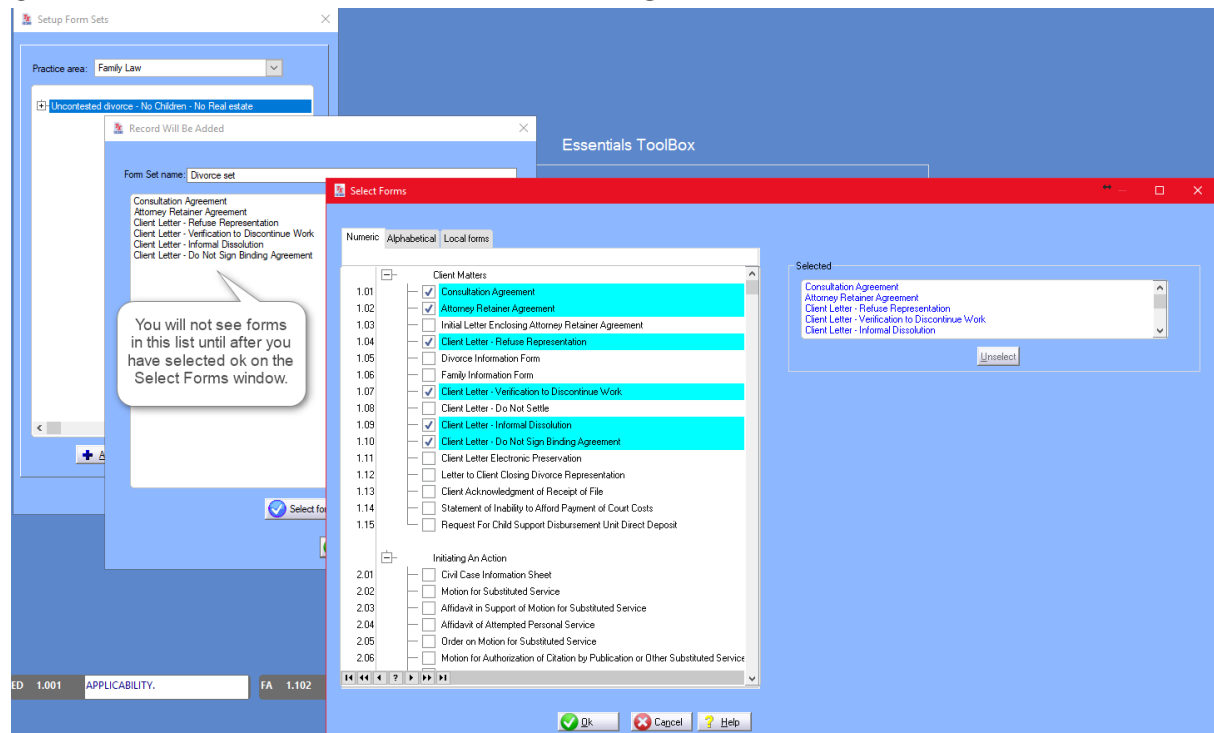 Setup Form Sets
Practice area: Family Law
Uncontested divorce - No Children - No Real estate
Record Will Be Added
Form Set name: Divorce set
Consultation Agreement
Attorney Retainer Agreement
Client Letter - Refuse Representation
Client Letter - Verification to Discontinue Work
Client Letter - Informal Dissolution
Client Letter - Do Not Sign Binding Agreement
You will not see forms
in this list until after you
have selected ok on the
Select Forms window.
Select for
Essentials ToolBox
Select Forms
Numeric Alphabetical Local forms
Client Matters
1.01 Consultation Agreement
1.02 Attorney Retainer Agreement
1.03 Initial Letter Enclosing Attorney Retainer Agreement
1.04 Client Letter - Refuse Representation
1.05 Divorce Information Form
1.06 Family Information Form
1.07 Client Letter - Verification to Discontinue Work
1.08 Client Letter - Do Not Settle
1.09 Client Letter - Informal Dissolution
1.10 Client Letter - Do Not Sign Binding Agreement
1.11 Client Letter Electronic Preservation
1.12 Letter to Client Closing Divorce Representation
1.13 Client Acknowledgment of Receipt of File
1.14 Statement of Inability to Afford Payment of Court Costs
1.15 Request For Child Support Disbursement Unit Direct Deposit
Initiating An Action
2.01 Civil Case Information Sheet
2.02 Motion for Substituted Service
2.03 Affidavit in Support of Motion for Substituted Service
2.04 Affidavit of Attempted Personal Service
2.05 Order on Motion for Substituted Service
2.06 Motion for Authorization of Citation by Publication or Other Substituted Service
Selected
Consultation Agreement
Attorney Retainer Agreement
Client Letter - Refuse Representation
Client Letter - Verification to Discontinue Work
Client Letter - Informal Dissolution
Unselect
Ok Cancel ? Help
ED 1.001 APPLICABILITY. FA 1.102